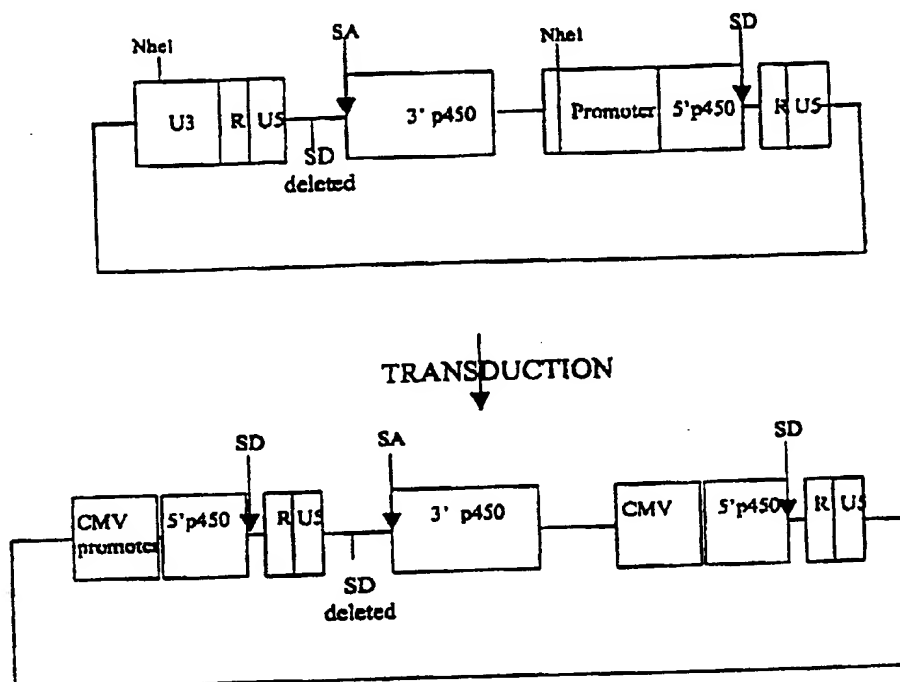 SA
SD
NheI
NheI
U3
R
U5
3' p450
Promoter
5'p450
R
U5
SD
deleted
TRANSDUCTION
SD
SA
SD
CMV
promoter
5'p450
R
U5
3' p450
CMV
5'p450
R
U5
SD
deleted